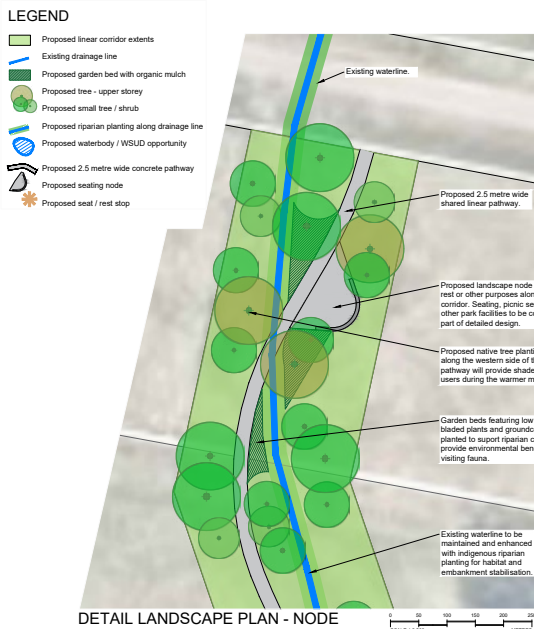 LEGEND
Proposed linear corridor extents
Existing drainage line
Proposed garden bed with organic mulch
Proposed tree - upper storey
Proposed small tree / shrub
Proposed riparian planting along drainage line
Proposed waterbody / WSUD opportunity
Proposed 2.5 metre wide concrete pathway
Proposed seating node
Proposed seat / rest stop
Existing waterline.
Proposed 2.5 metre wide
shared linear pathway.
Proposed landscape node
rest or other purposes alon
corridor. Seating, picnic se
other park facilities to be co
part of detailed design.
Proposed native tree planti
along the western side of th
pathway will provide shade
users during the warmer m
Garden beds featuring low
bladed plants and groundc
planted to suport riparian c
provide environmental ben
visiting fauna.
Existing waterline to be
maintained and enhanced
with indigenous riparian
planting for habitat and
embankment stabilisation.
DETAIL LANDSCAPE PLAN - NODE
0 50 100 150 200 250